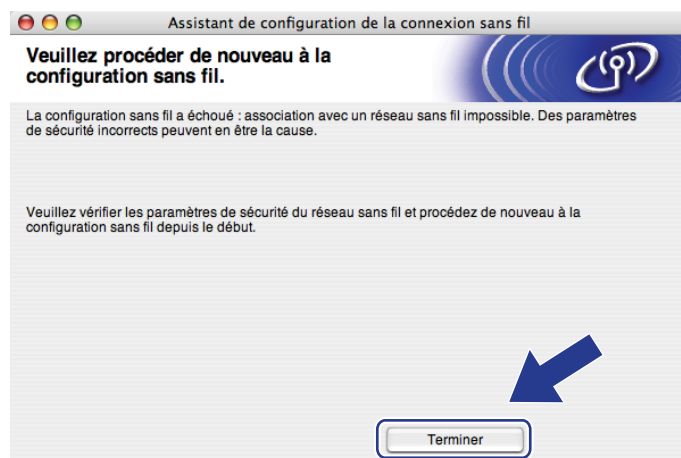 Assistant de configuration de la connexion sans fil
Veuillez procéder de nouveau à la
configuration sans fil.
La configuration sans fil a échoué : association avec un réseau sans fil impossible. Des paramètres
de sécurité incorrects peuvent en être la cause.
Veuillez vérifier les paramètres de sécurité du réseau sans fil et procédez de nouveau à la
configuration sans fil depuis le début.
Terminer